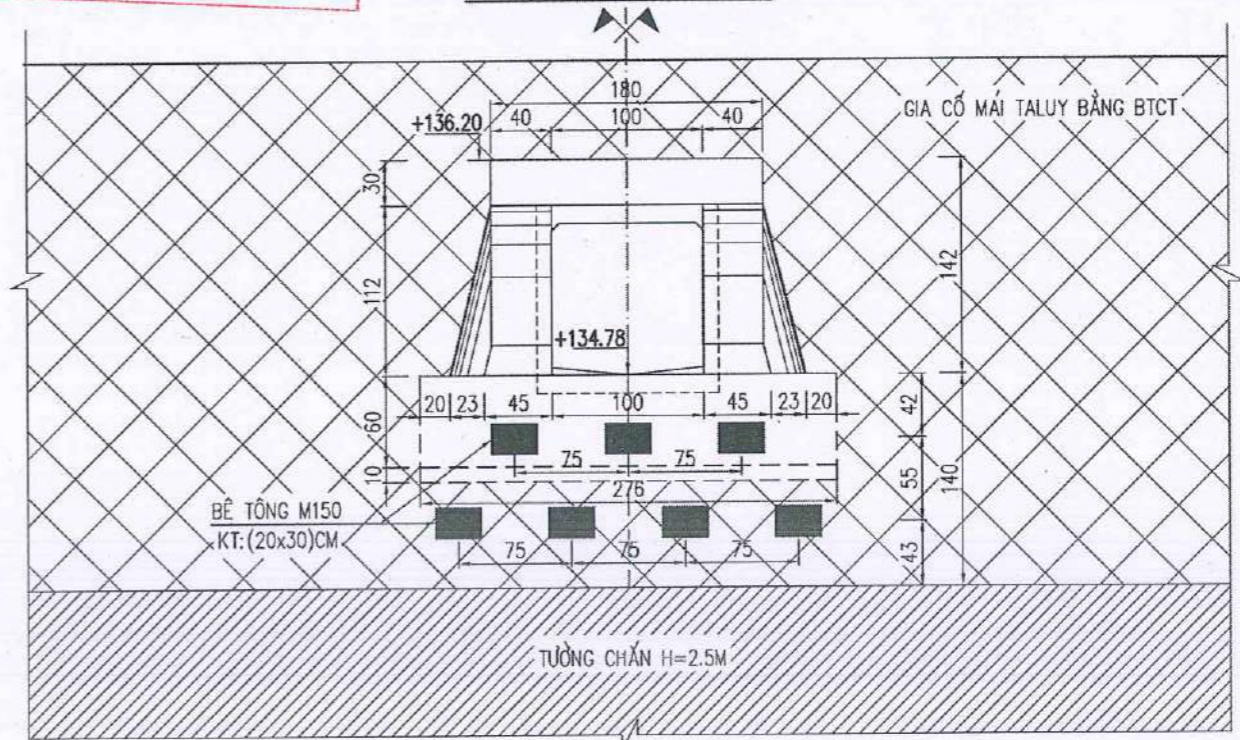 180
GIA CỐ MÁI TALUY BẰNG BTCT
40 100 40
+136.20
30
112
142
+134.78
20 23 45 100 45 23 20
42
60
75 75
10
276
55
140
BÊ TÔNG M150
KT:(20x30)CM
75 75 75
43
TƯỜNG CHẮN H=2.5M